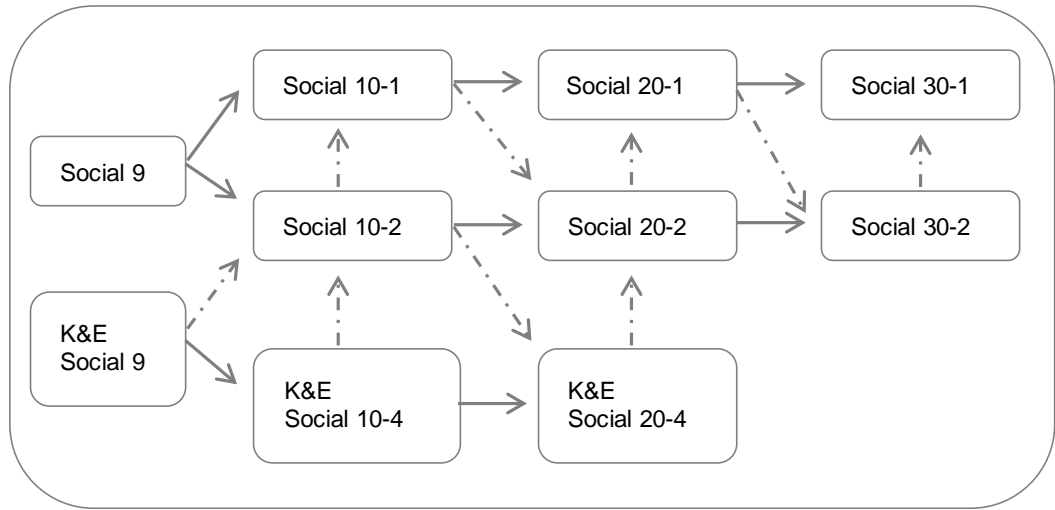 Social 10-1
Social 20-1
Social 30-1
Social 9
Social 10-2
Social 20-2
Social 30-2
K&E
Social 9
K&E
Social 10-4
K&E
Social 20-4